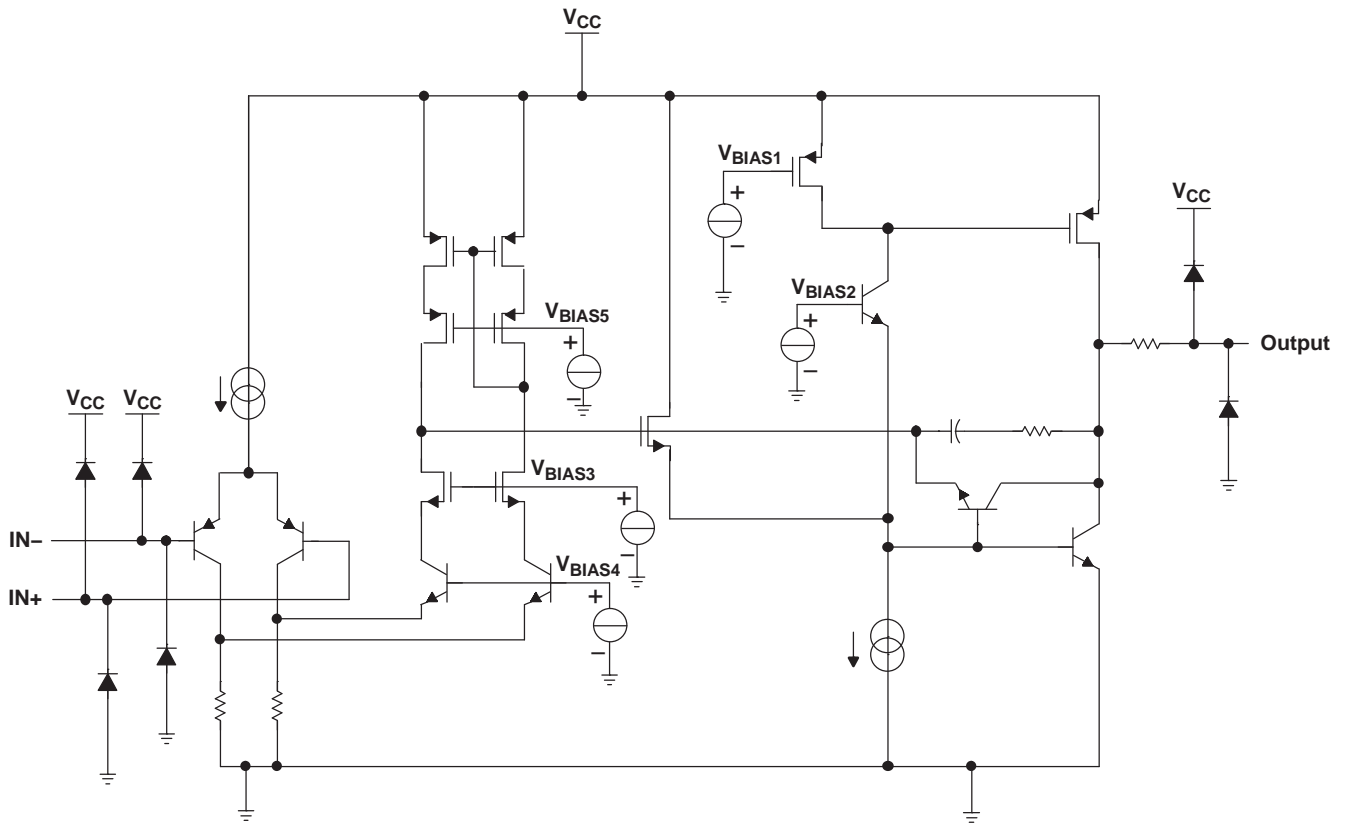 VCC
VBIAS1
VCC
VBIAS2
VBIAS5
Output
VCC
VCC
VBIAS3
IN–
VBIAS4
IN+
+
–
+
–
+
–
+
–
+
–